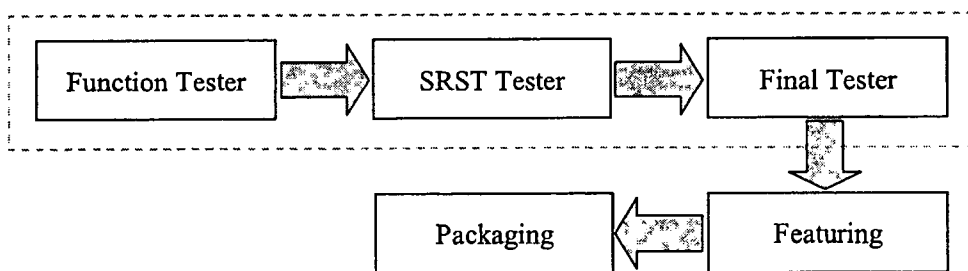 Function Tester
SRST Tester
Final Tester
Packaging
Featuring